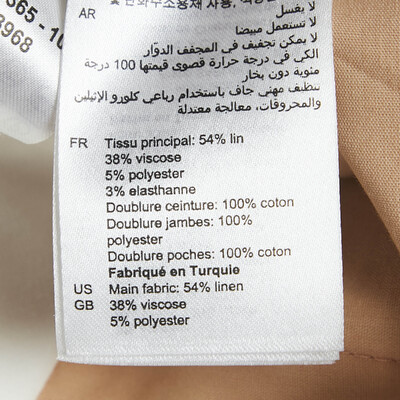 365 - 10
8968
AR
لا يغسل
لا تستعمل مبيضا
لا يمكن تجفيف في المجفف الدوّار
الكي في درجة حرارة قصوى قيمتها 100 درجة
مئوية دون بخار
تنظيف مهني جاف باستخدام رباعي كلورو الإثيلين
والمحروقات، معالجة معتدلة
FR Tissu principal: 54% lin
38% viscose
5% polyester
3% elasthanne
Doublure ceinture: 100% coton
Doublure jambes: 100%
polyester
Doublure poches: 100% coton
Fabriqué en Turquie
US Main fabric: 54% linen
GB 38% viscose
5% polyester